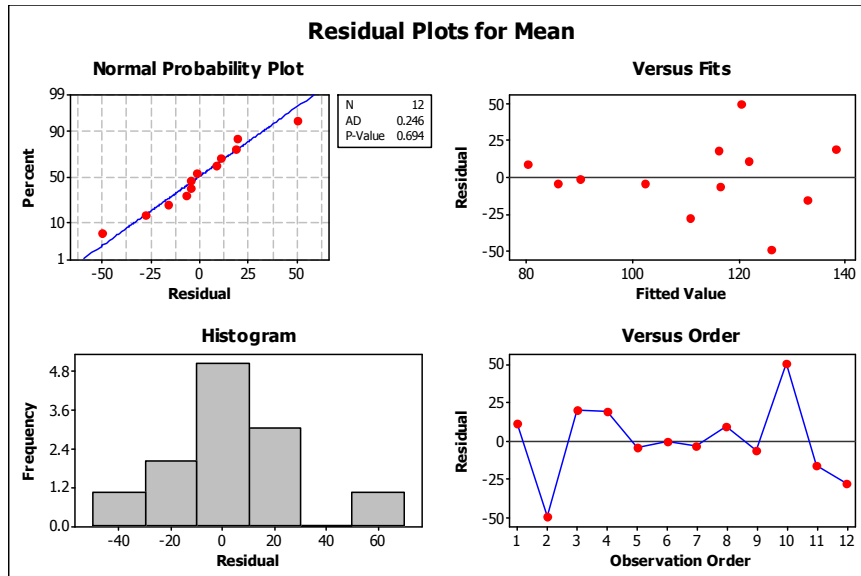 Residual Plots for Mean
Normal Probability Plot
99
90
50
10
1
Percent
-50 -25 0 25 50
Residual
N 12
AD 0.246
P-Value 0.694
Versus Fits
50
25
0
-25
-50
Residual
80 100 120 140
Fitted Value
Histogram
4.8
3.6
2.4
1.2
0.0
Frequency
-40 -20 0 20 40 60
Residual
Versus Order
50
25
0
-25
-50
Residual
1 2 3 4 5 6 7 8 9 10 11 12
Observation Order